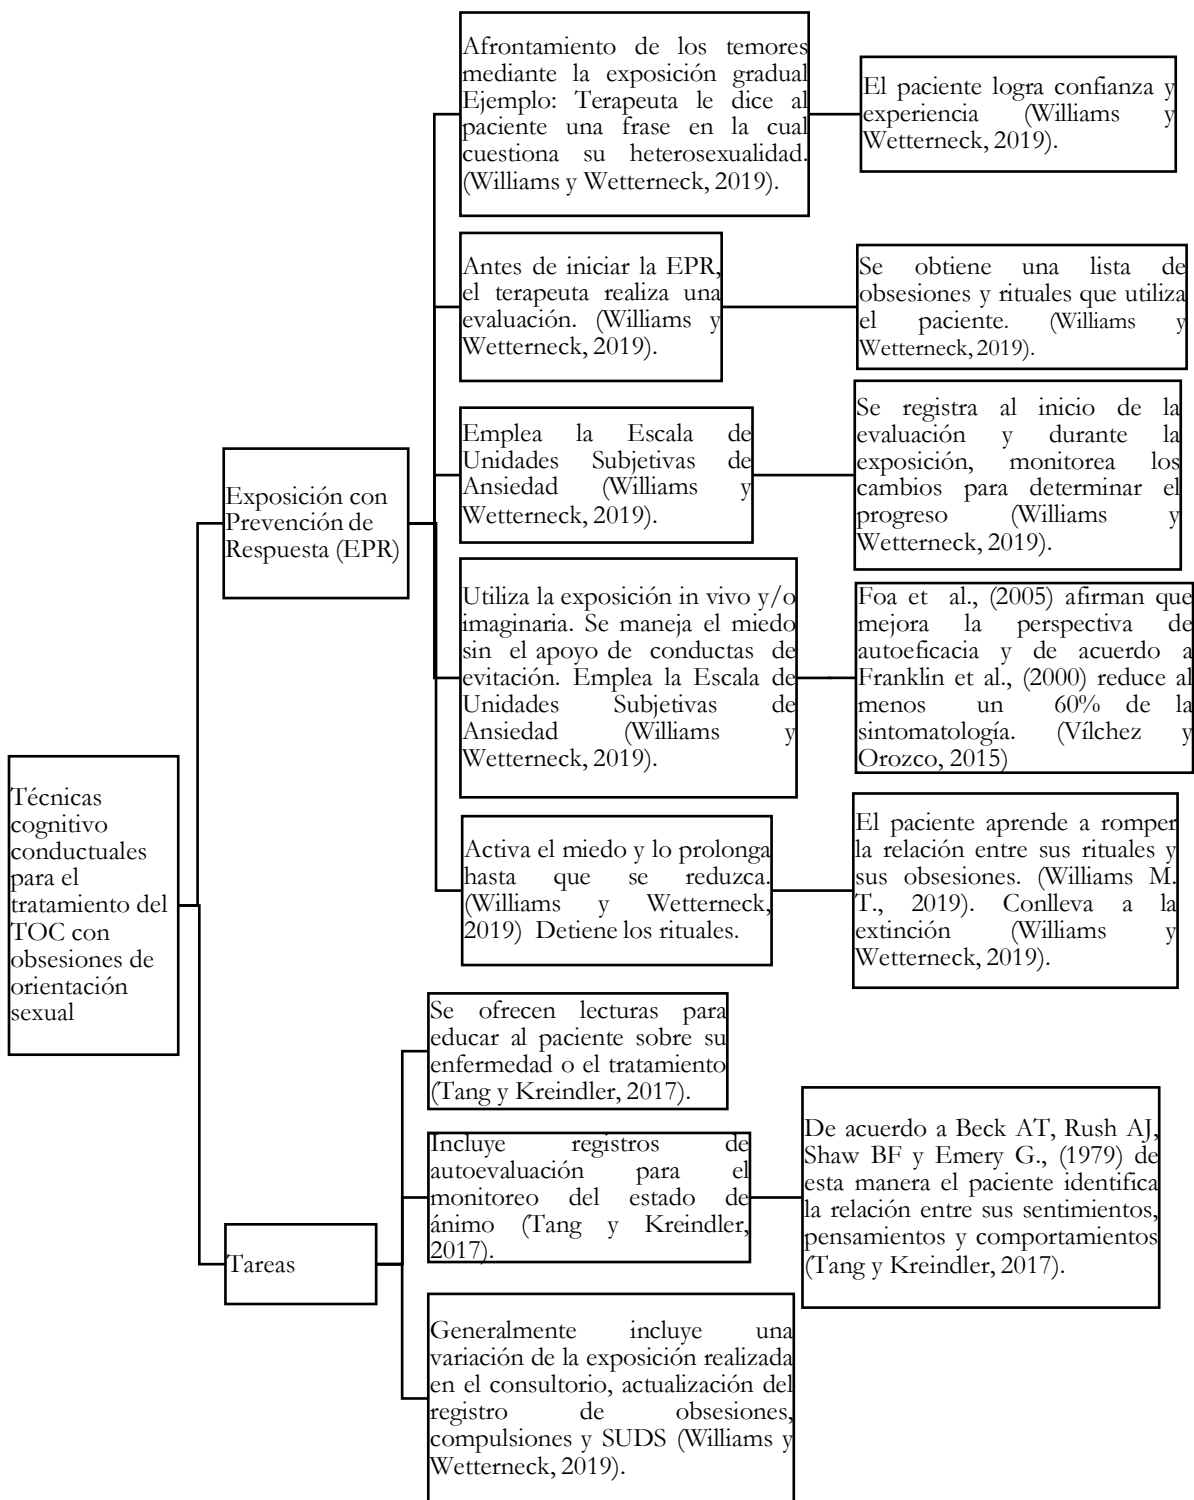 Técnicas
cognitivo
conductuales
para el
tratamiento del
TOC con
obsesiones de
orientación
sexual
Exposición con
Prevención de
Respuesta (EPR)
Afrontamiento de los temores
mediante la exposición gradual
Ejemplo: Terapeuta le dice al
paciente una frase en la cual
cuestiona su heterosexualidad.
(Williams y Wetterneck, 2019).
El paciente logra confianza y
experiencia (Williams y
Wetterneck, 2019).
Antes de iniciar la EPR,
el terapeuta realiza una
evaluación. (Williams y
Wetterneck, 2019).
Se obtiene una lista de
obsesiones y rituales que utiliza
el paciente. (Williams y
Wetterneck, 2019).
Emplea la Escala de
Unidades Subjetivas de
Ansiedad (Williams y
Wetterneck, 2019).
Se registra al inicio de la
evaluación y durante la
exposición, monitorea los
cambios para determinar el
progreso (Williams y
Wetterneck, 2019).
Utiliza la exposición in vivo y/o
imaginaria. Se maneja el miedo
sin el apoyo de conductas de
evitación. Emplea la Escala de
Unidades Subjetivas de
Ansiedad (Williams y
Wetterneck, 2019).
Foa et al., (2005) afirman que
mejora la perspectiva de
autoeficacia y de acuerdo a
Franklin et al., (2000) reduce al
menos un 60% de la
sintomatología. (Vílchez y
Orozco, 2015)
Activa el miedo y lo prolonga
hasta que se reduzca.
(Williams y Wetterneck,
2019) Detiene los rituales.
El paciente aprende a romper
la relación entre sus rituales y
sus obsesiones. (Williams M.
T., 2019). Conlleva a la
extinción (Williams y
Wetterneck, 2019).
Tareas
Se ofrecen lecturas para
educar al paciente sobre su
enfermedad o el tratamiento
(Tang y Kreindler, 2017).
Incluye registros de
autoevaluación para el
monitoreo del estado de
ánimo (Tang y Kreindler,
2017).
De acuerdo a Beck AT, Rush AJ,
Shaw BF y Emery G., (1979) de
esta manera el paciente identifica
la relación entre sus sentimientos,
pensamientos y comportamientos
(Tang y Kreindler, 2017).
Generalmente incluye una
variación de la exposición realizada
en el consultorio, actualización del
registro de obsesiones,
compulsiones y SUDS (Williams y
Wetterneck, 2019).